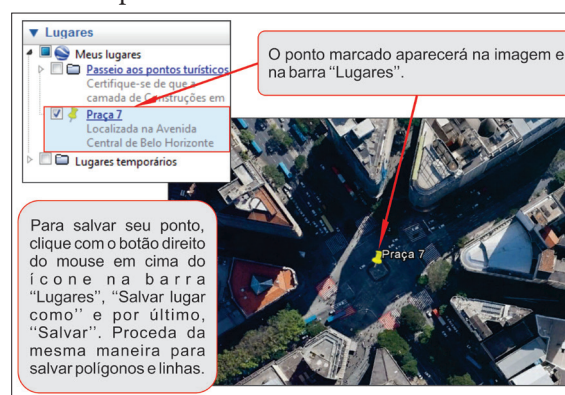 Lugares
Meus lugares
Passeio aos pontos turísticos
Certifique-se de que a
camada de Construções em
Praça 7
Localizada na Avenida
Central de Belo Horizonte
Lugares temporários
O ponto marcado aparecerá na imagem e
na barra “Lugares”.
Praça 7
Para salvar seu ponto,
clique com o botão direito
do mouse em cima do
ícone na barra
“Lugares”, “Salvar lugar
como” e por último,
“Salvar”. Proceda da
mesma maneira para
salvar polígonos e linhas.